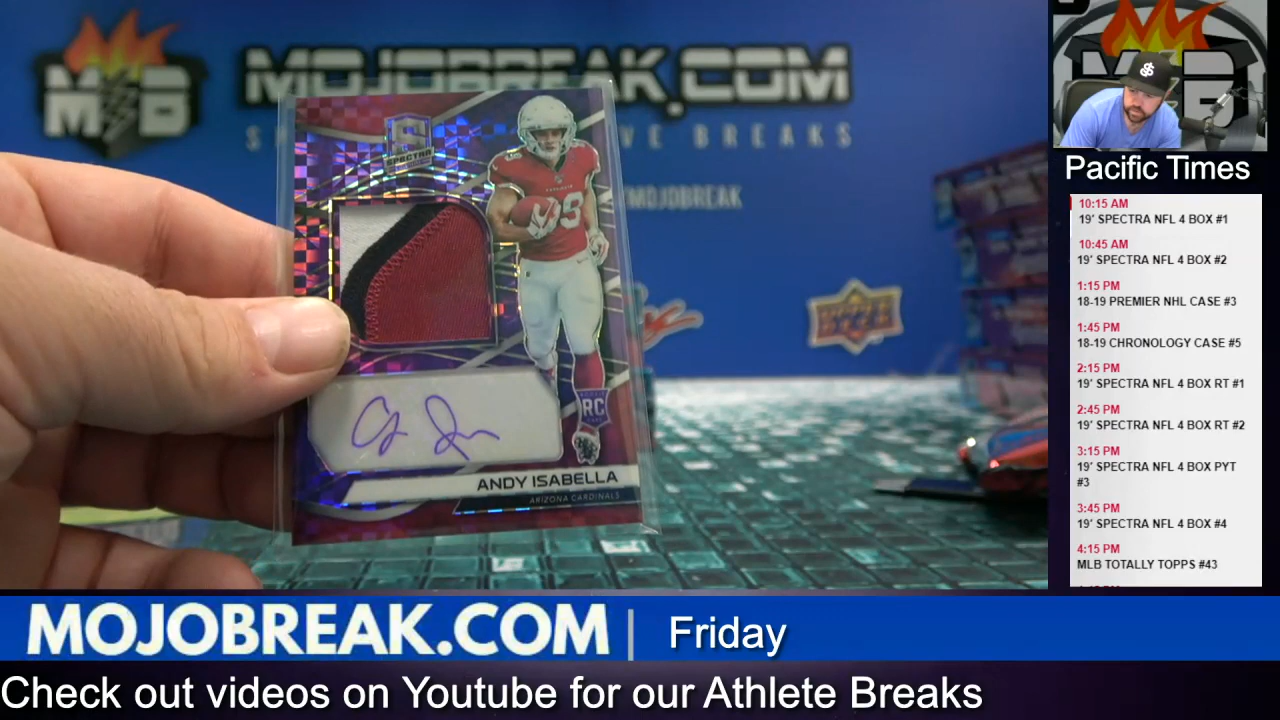 MOJOBREAK.COM
M B
MOJOBREAK
SPECTRA
89
RC
ANDY ISABELLA
ARIZONA CARDINALS
Pacific Times
10:15 AM
19' SPECTRA NFL 4 BOX #1
10:45 AM
19' SPECTRA NFL 4 BOX #2
1:15 PM
18-19 PREMIER NHL CASE #3
1:45 PM
18-19 CHRONOLOGY CASE #5
2:15 PM
19' SPECTRA NFL 4 BOX RT #1
2:45 PM
19' SPECTRA NFL 4 BOX RT #2
3:15 PM
19' SPECTRA NFL 4 BOX PYT
#3
3:45 PM
19' SPECTRA NFL 4 BOX #4
4:15 PM
MLB TOTALLY TOPPS #43
MOJOBREAK.COM | Friday
Check out videos on Youtube for our Athlete Breaks